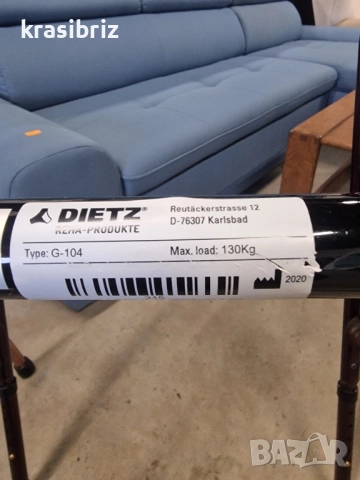 krasibriz
DIETZ®
REHA-PRODUKTE
Reutäckerstrasse 12
D-76307 Karlsbad
Type: G-104
Max. load: 130Kg
2020
BAZAR